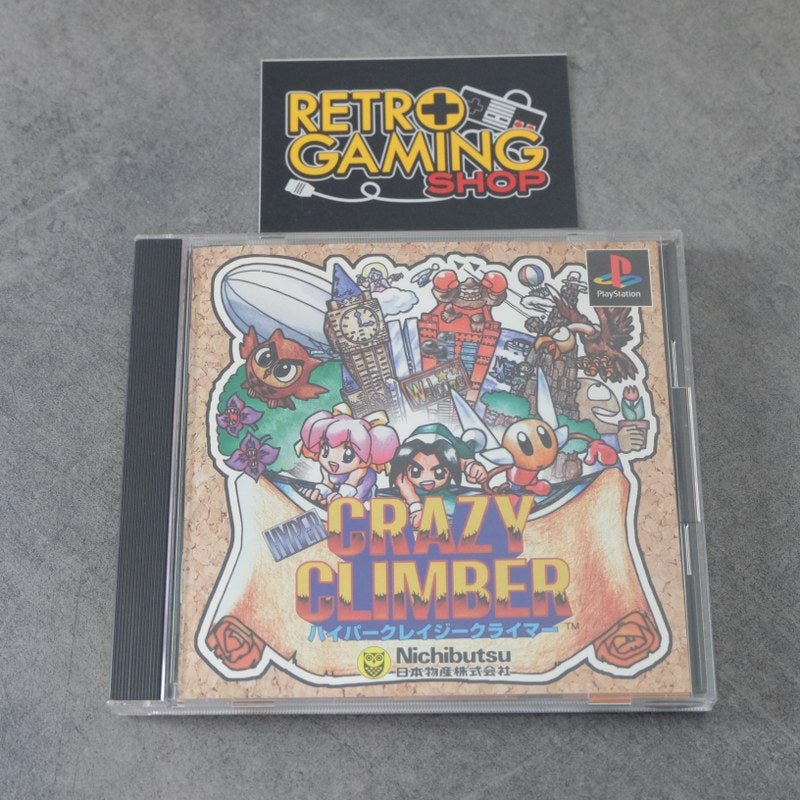 RETRO
GAMING
SHOP
PlayStation
HYPER
CRAZY
CLIMBER
ハイパークレイジークライマー TM
Nichibutsu
日本物産株式会社